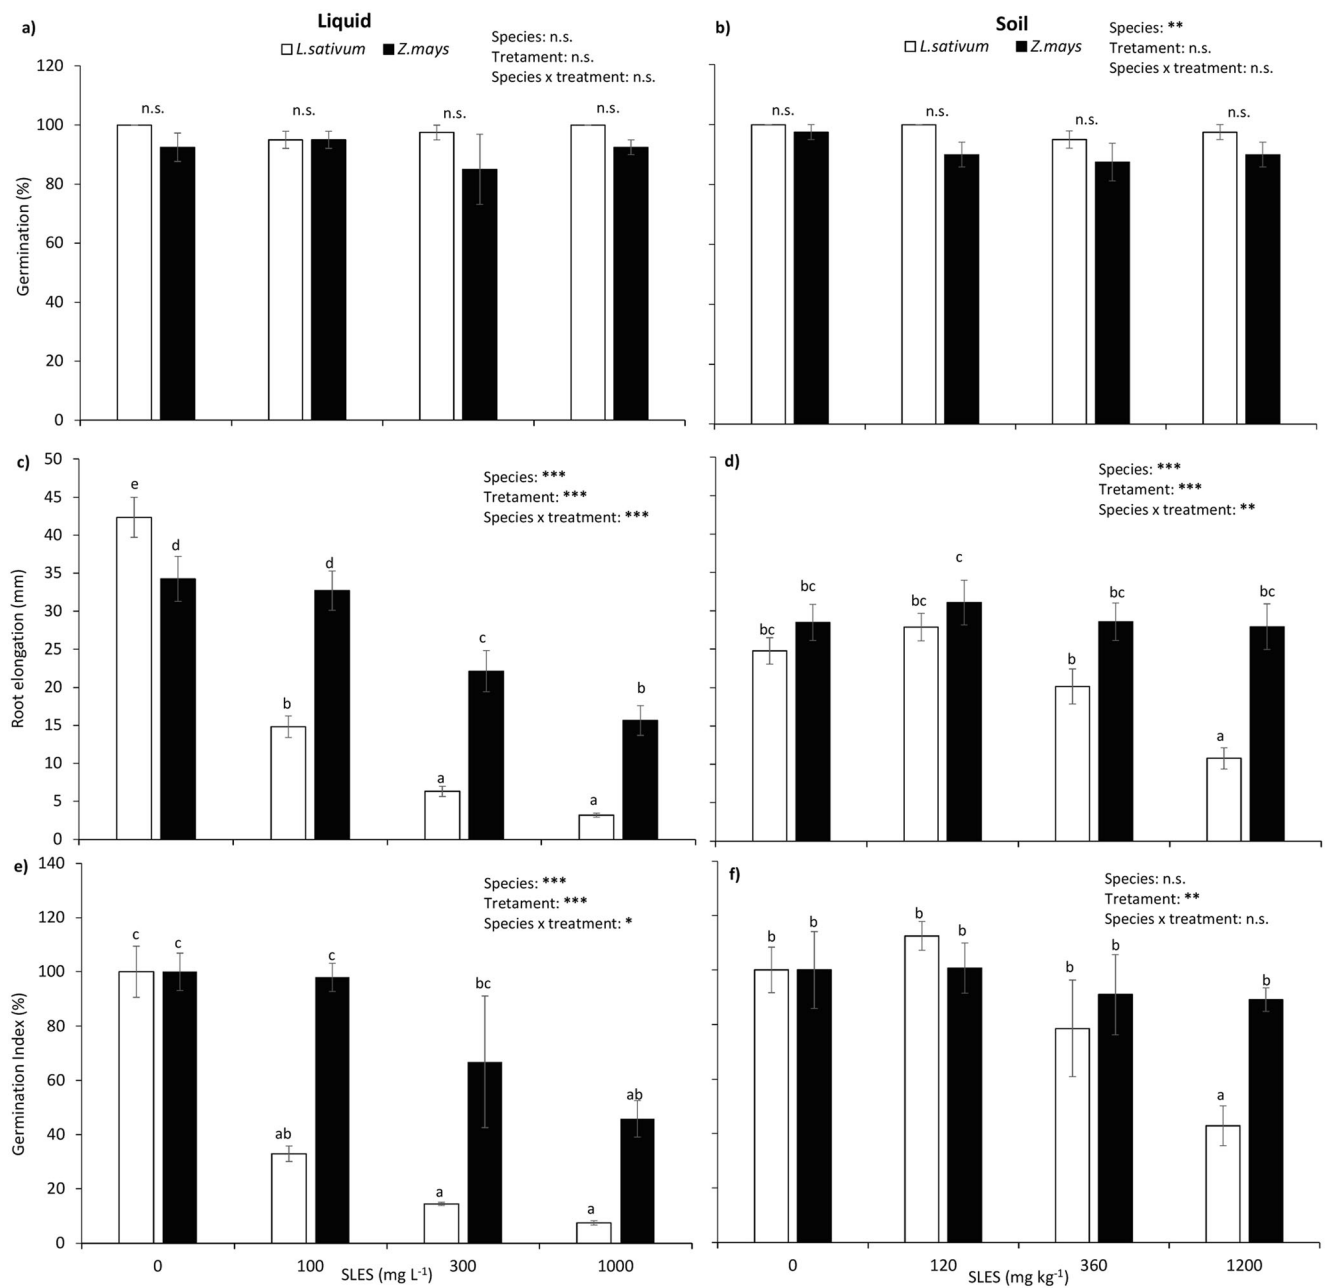 Liquid
a)
L.sativum Z.mays
Species: n.s.
Tretament: n.s.
Species x treatment: n.s.
Germination (%)
120
100
80
60
40
20
0
n.s. n.s. n.s. n.s.
Soil
b)
L.sativum Z.mays
Species: **
Tretament: n.s.
Species x treatment: n.s.
n.s. n.s. n.s. n.s.
c)
Species: ***
Tretament: ***
Species x treatment: ***
Root elongation (mm)
50
45
40
35
30
25
20
15
10
5
0
e d b d a c a b
d)
Species: ***
Tretament: ***
Species x treatment: **
bc bc bc c b bc a bc
e)
Species: ***
Tretament: ***
Species x treatment: *
Germination Index (%)
140
120
100
80
60
40
20
0
c c ab c a bc a ab
0 100 300 1000
SLES (mg L-1)
f)
Species: n.s.
Tretament: **
Species x treatment: n.s.
b b b b b b a b
0 120 360 1200
SLES (mg kg-1)